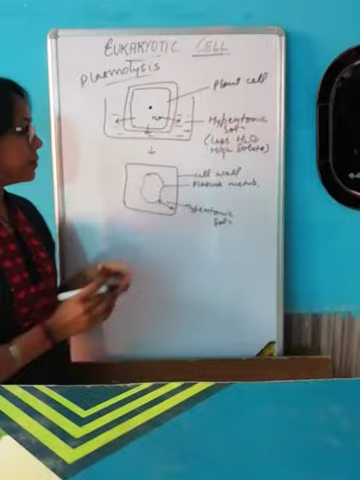 EUKARYOTIC CELL
Plasmolysis
Plant cell
Hypertonic
Soln
(Less H2O
High Solute)
cell wall
Plasma memb.
Hypertonic
Soln